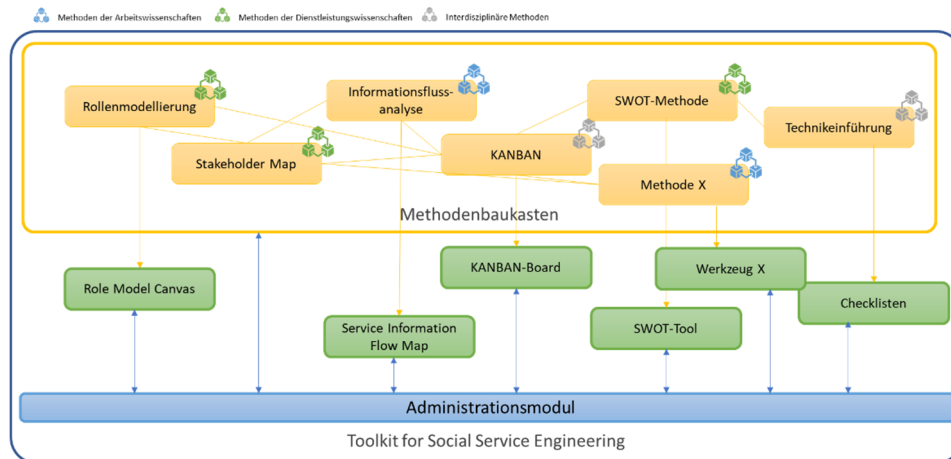 Methoden der Arbeitswissenschaften
Methoden der Dienstleistungswissenschaften
Interdisziplinäre Methoden
Rollenmodellierung
Informationsfluss-
analyse
SWOT-Methode
Technikeinführung
Stakeholder Map
KANBAN
Methode X
Methodenbaukasten
Role Model Canvas
KANBAN-Board
Werkzeug X
Checklisten
Service Information
Flow Map
SWOT-Tool
Administrationsmodul
Toolkit for Social Service Engineering